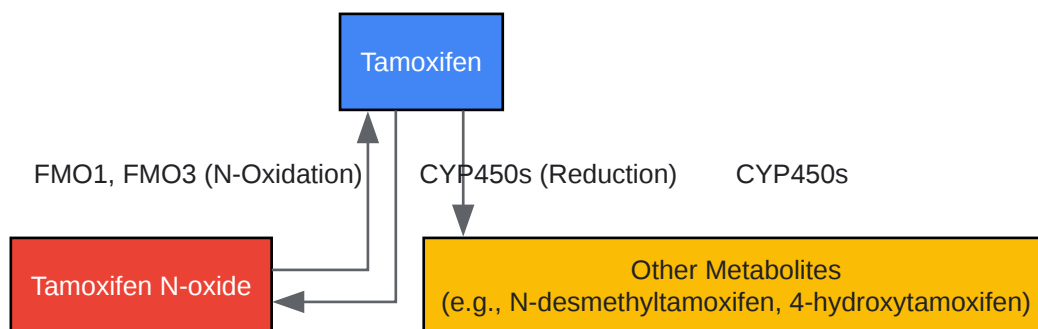 Tamoxifen
FMO1, FMO3 (N-Oxidation)
CYP450s (Reduction)
CYP450s
Tamoxifen N-oxide
Other Metabolites
(e.g., N-desmethyltamoxifen, 4-hydroxytamoxifen)